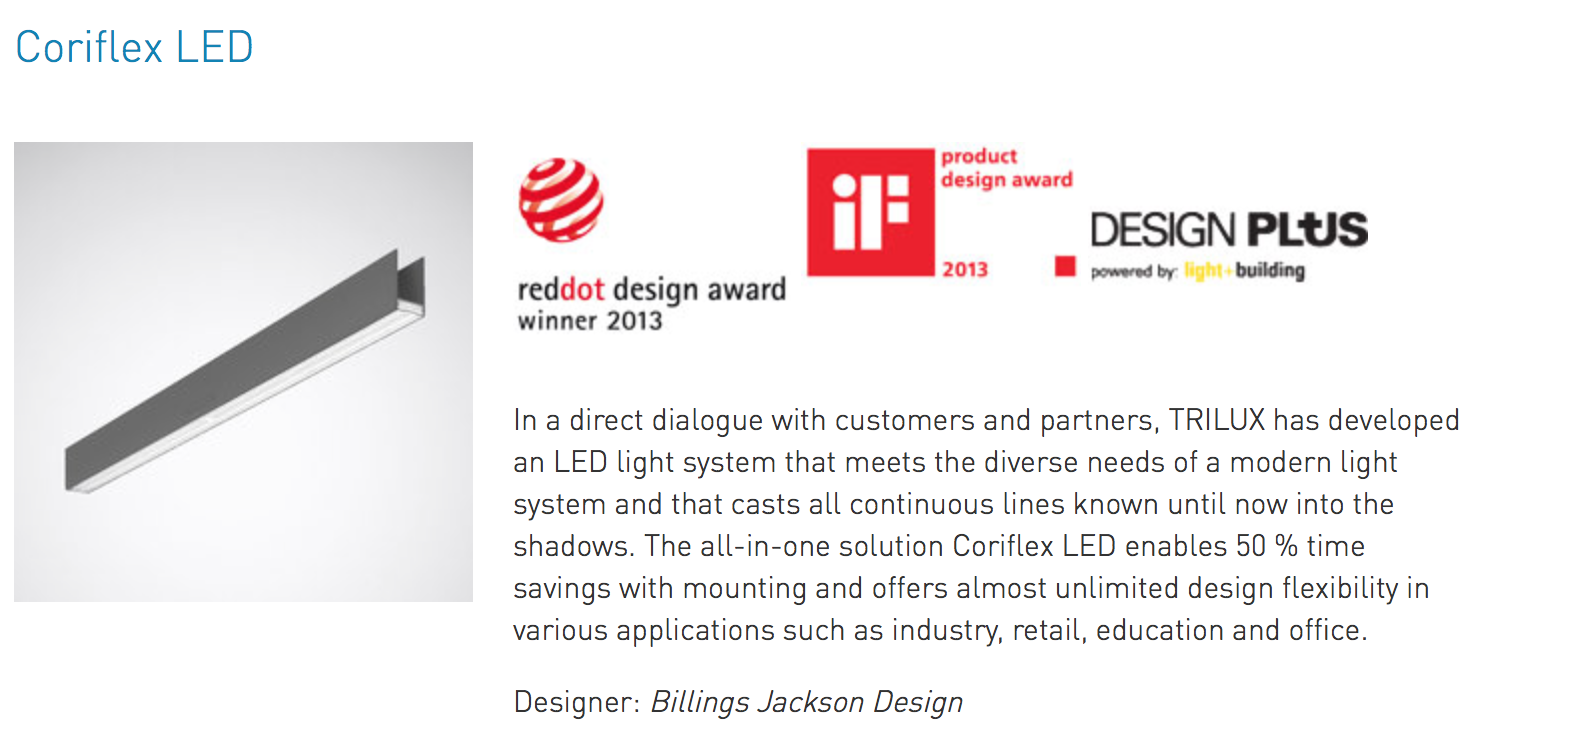 Coriflex LED
reddot design award
winner 2013
iF
product
design award
2013
DESIGN PLUS
powered by: light+building
In a direct dialogue with customers and partners, TRILUX has developed
an LED light system that meets the diverse needs of a modern light
system and that casts all continuous lines known until now into the
shadows. The all-in-one solution Coriflex LED enables 50 % time
savings with mounting and offers almost unlimited design flexibility in
various applications such as industry, retail, education and office.
Designer: Billings Jackson Design